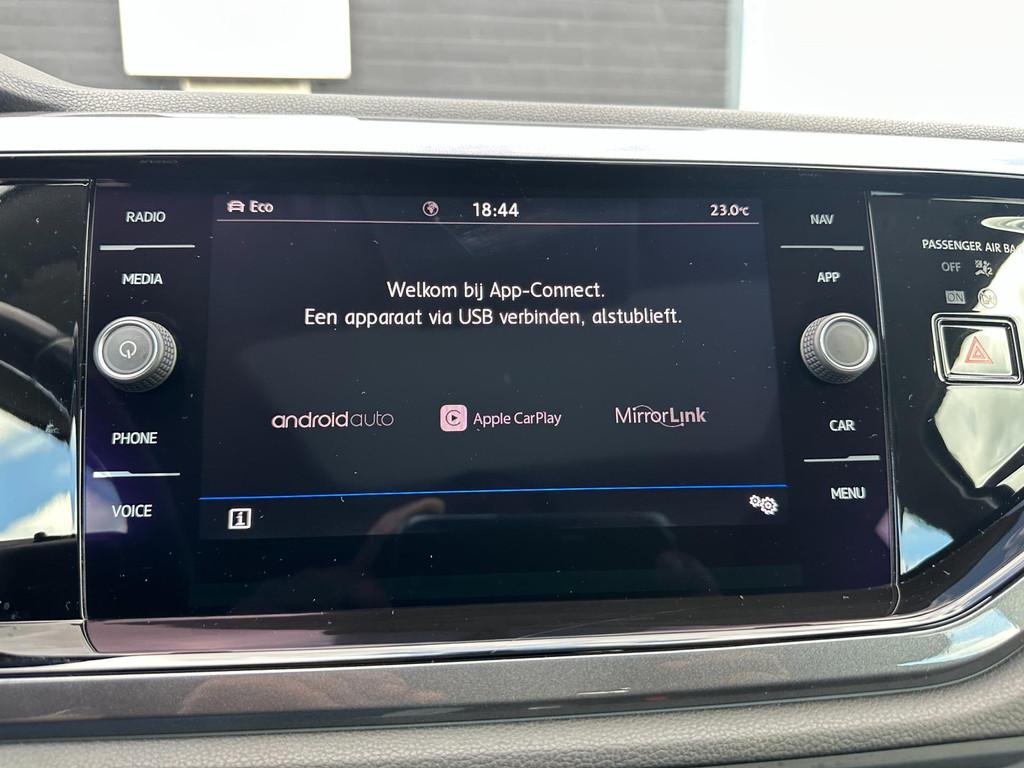 RADIO
MEDIA
PHONE
VOICE
Eco
18:44
23.0°C
Welkom bij App-Connect.
Een apparaat via USB verbinden, alstublieft.
androidauto
Apple CarPlay
MirrorLink
i
NAV
APP
CAR
MENU
PASSENGER AIR BA
OFF
ON